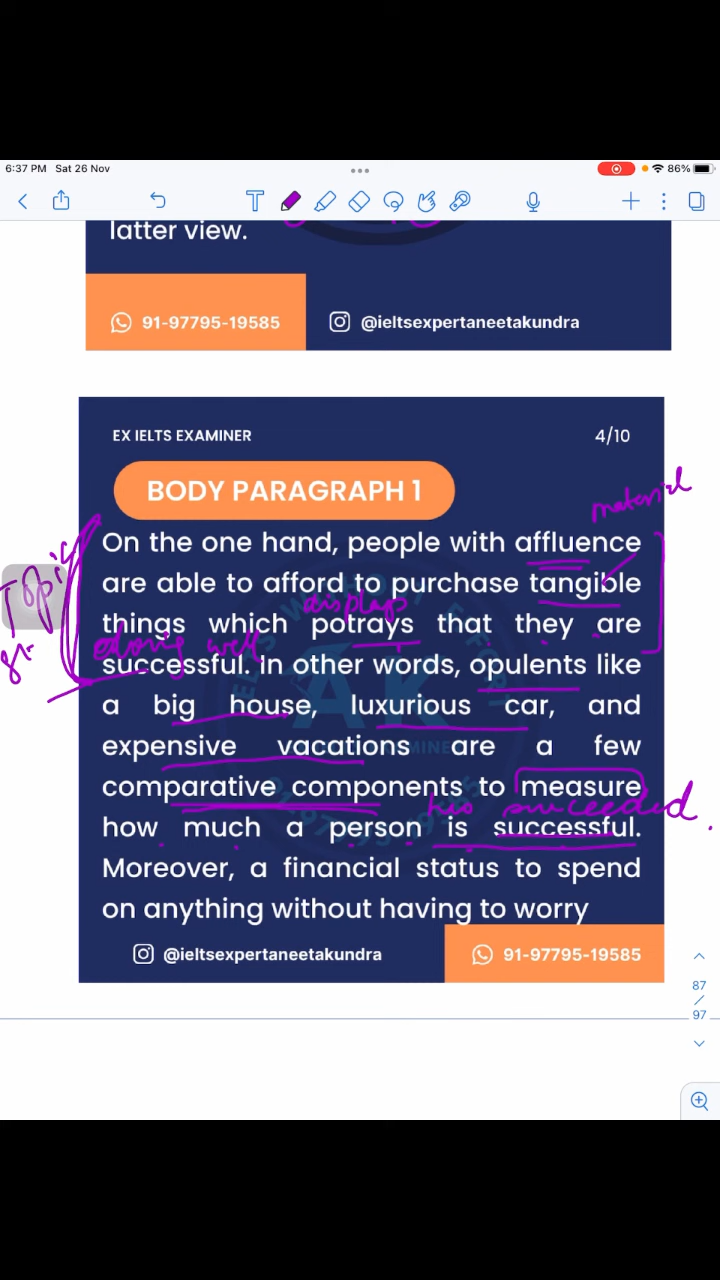 6:37 PM Sat 26 Nov
86%
latter view.
91-97795-19585 @ieltsexpertaneetakundra
EX IELTS EXAMINER 4/10
BODY PARAGRAPH 1
material
On the one hand, people with affluence
Topic
are able to afford to purchase tangible
displays
things which potrays that they are
doing well
successful. In other words, opulents like
a big house, luxurious car, and
expensive vacations are a few
comparative components to measure
has succeeded.
how much a person is successful.
Moreover, a financial status to spend
on anything without having to worry
@ieltsexpertaneetakundra 91-97795-19585
87
/
97